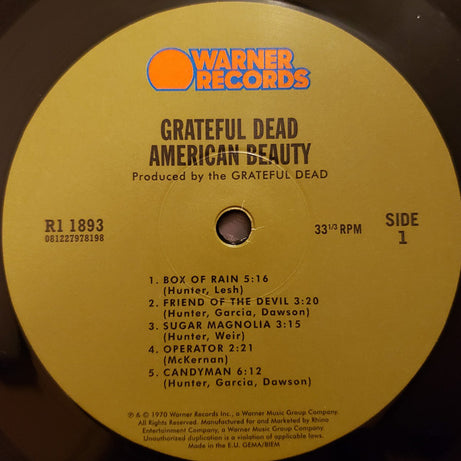 WARNER
RECORDS
GRATEFUL DEAD
AMERICAN BEAUTY
Produced by the GRATEFUL DEAD
R1 1893
081227978198
33 1/3 RPM
SIDE
1
1. BOX OF RAIN 5:16
(Hunter, Lesh)
2. FRIEND OF THE DEVIL 3:20
(Hunter, Garcia, Dawson)
3. SUGAR MAGNOLIA 3:15
(Hunter, Weir)
4. OPERATOR 2:21
(McKernan)
5. CANDYMAN 6:12
(Hunter, Garcia, Dawson)
℗ & © 1970 Warner Records Inc., a Warner Music Group Company.
All Rights Reserved. Manufactured for and Marketed by Rhino
Entertainment Company, a Warner Music Group Company.
Unauthorized duplication is a violation of applicable laws.
Made in E.U. GEMA/BIEM